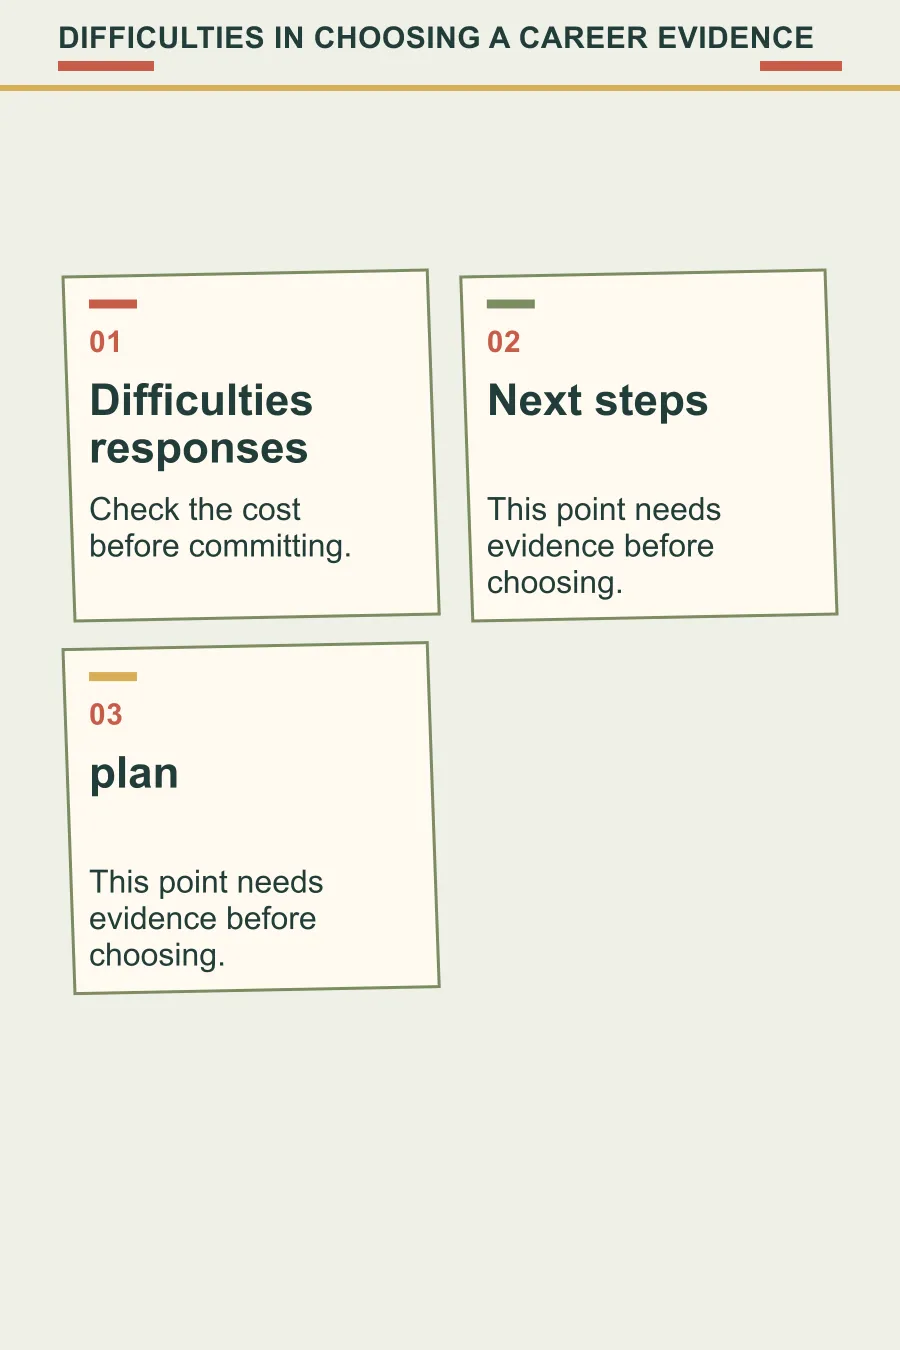 DIFFICULTIES IN CHOOSING A CAREER EVIDENCE
01
Difficulties
responses
Check the cost
before committing.
02
Next steps
This point needs
evidence before
choosing.
03
plan
This point needs
evidence before
choosing.